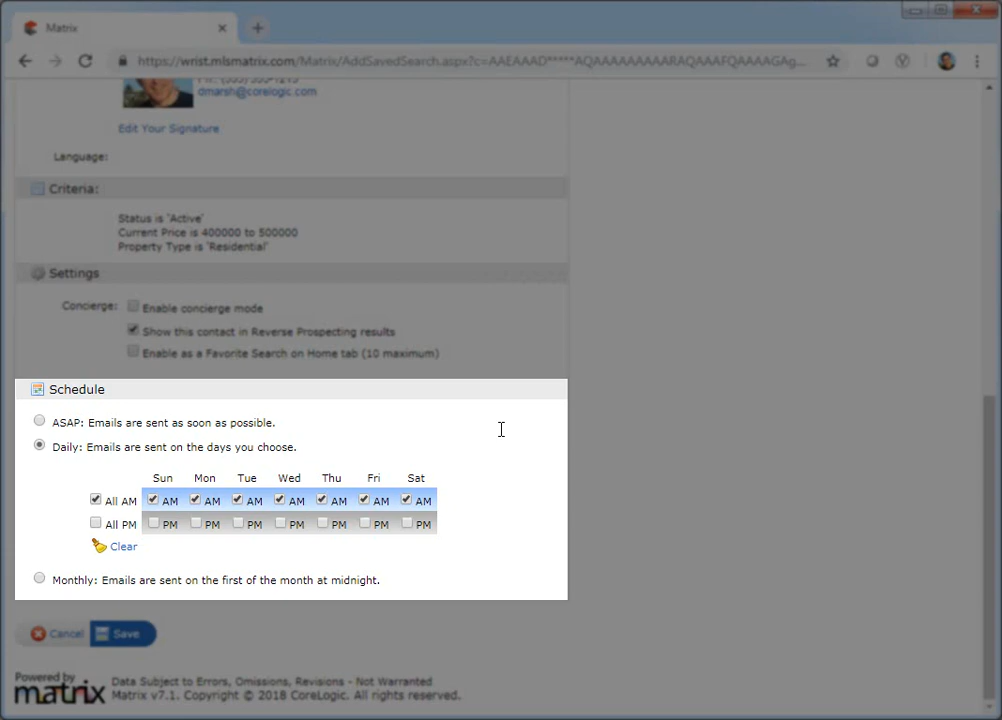 Matrix
https://wrist.mlsmatrix.com/Matrix/AddSavedSearch.aspx?c=AAEAAAD*****AQAAAAAAAAARAQAAAFQAAAAGAg...
dmarsh@corelogic.com
Edit Your Signature
Language:
Criteria:
Status is 'Active'
Current Price is 400000 to 500000
Property Type is 'Residential'
Settings
Concierge: Enable concierge mode
Show this contact in Reverse Prospecting results
Enable as a Favorite Search on Home tab (10 maximum)
Schedule
ASAP: Emails are sent as soon as possible.
Daily: Emails are sent on the days you choose.
Sun Mon Tue Wed Thu Fri Sat
All AM AM AM AM AM AM AM AM
All PM PM PM PM PM PM PM PM
Clear
Monthly: Emails are sent on the first of the month at midnight.
Cancel Save
Powered by
matrix
Data Subject to Errors, Omissions, Revisions - Not Warranted
Matrix v7.1. Copyright © 2018 CoreLogic. All rights reserved.